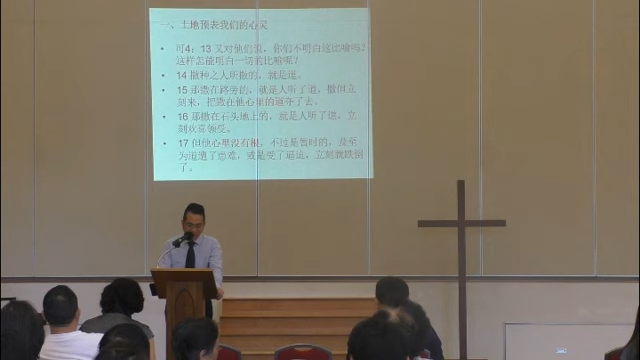 一、土地预表我们的心灵
• 可4：13 又对他们说，你们不明白这比喻吗？
这样怎能明白一切的比喻呢？
• 14 撒种之人所撒的，就是道。
• 15 那撒在路旁的，就是人听了道，撒但立
刻来，把撒在他心里的道夺了去。
• 16 那撒在石头地上的，就是人听了道，立
刻欢喜领受。
• 17 但他心里没有根，不过是暂时的，及至
为道遭了患难，或是受了逼迫，立刻就跌倒
了。